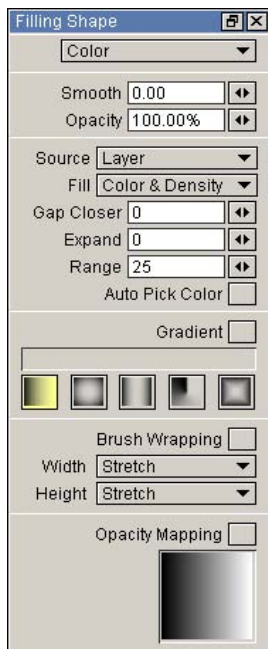 Filling Shape
Color
Smooth 0.00
Opacity 100.00%
Source Layer
Fill Color & Density
Gap Closer 0
Expand 0
Range 25
Auto Pick Color
Gradient
Brush Wrapping
Width Stretch
Height Stretch
Opacity Mapping